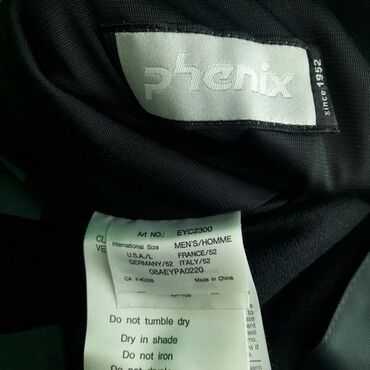 phenix
since 1952
Art NO.: EYC2300
International Size MEN'S/HOMME
U.S.A./L FRANCE/52
GERMANY/52 ITALY/52
08AEYPA0220
Made in China
Do not tumble dry
Dry in shade
Do not iron